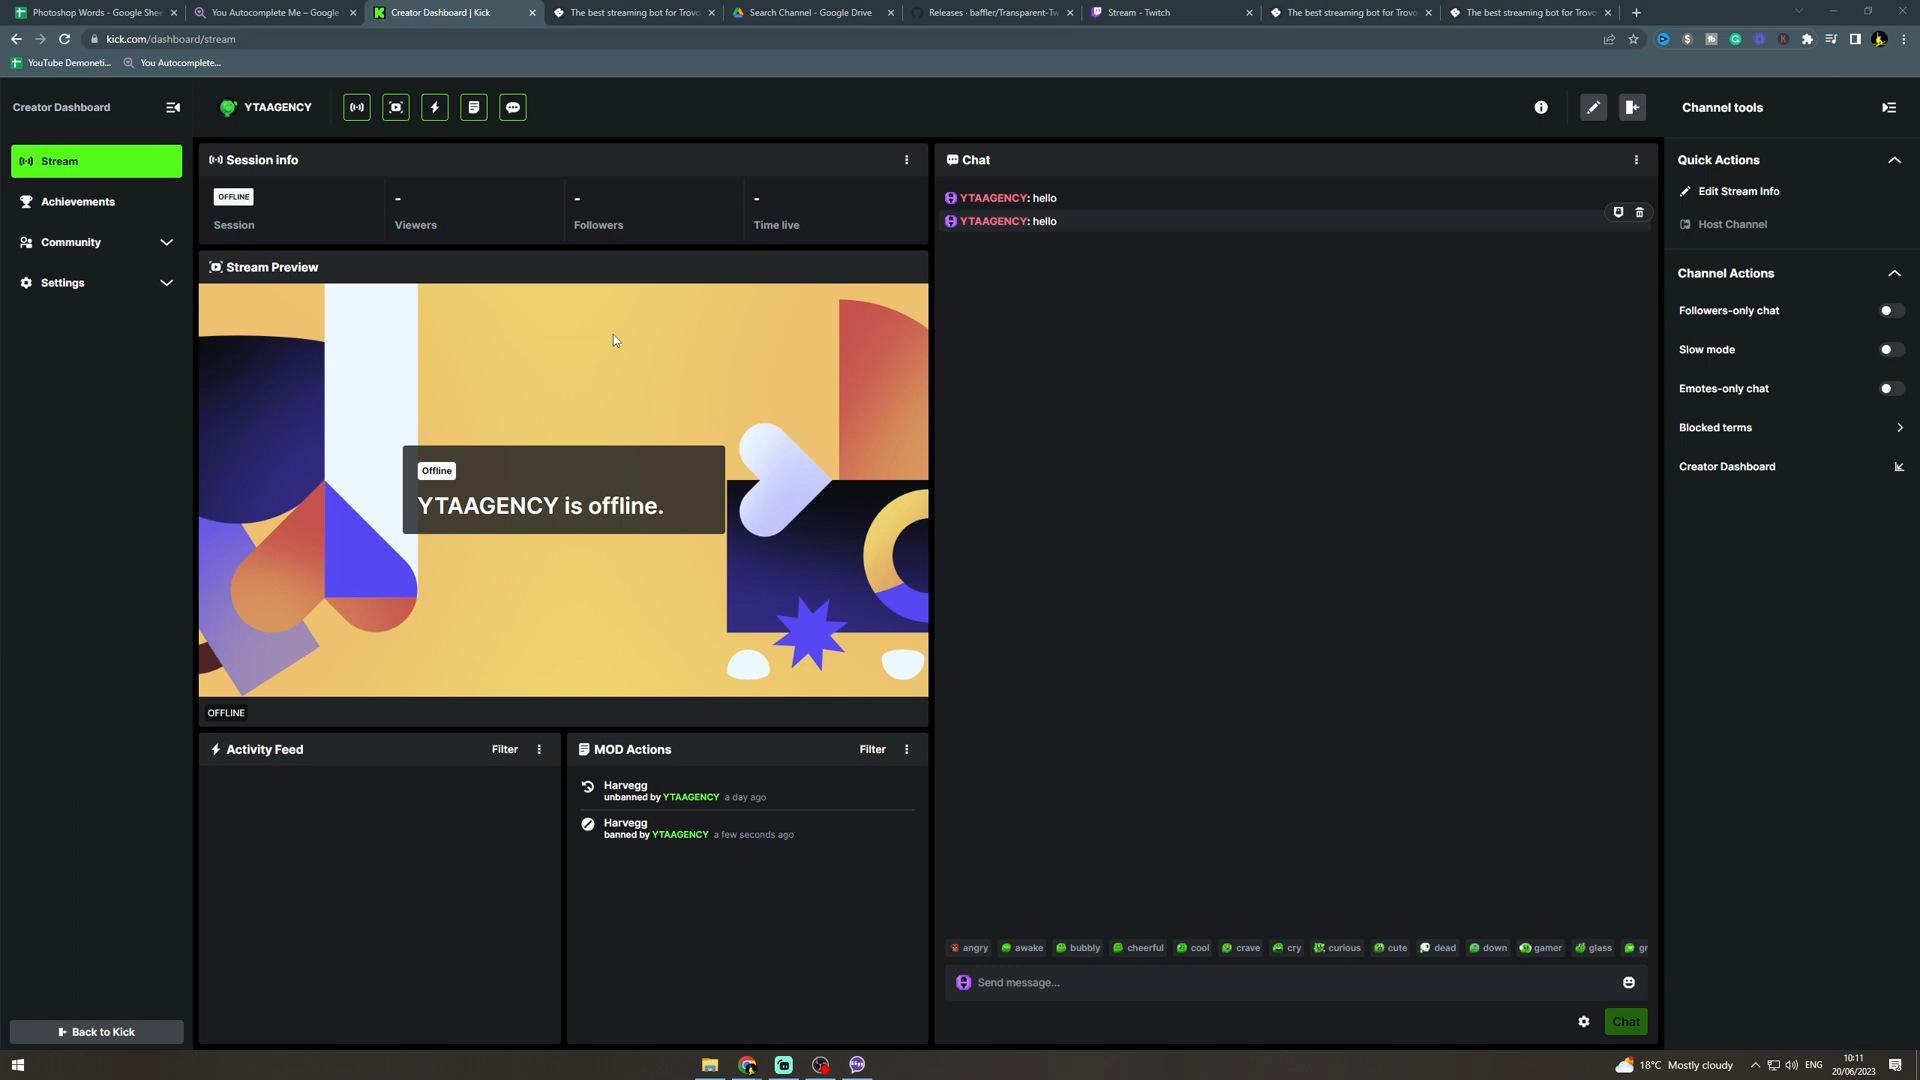 Photoshop Words - Google Shee
You Autocomplete Me – Google
Creator Dashboard | Kick
The best streaming bot for Trovo
Search Channel - Google Drive
Releases · baffler/Transparent-Tw
Stream - Twitch
The best streaming bot for Trovo
The best streaming bot for Trovo
kick.com/dashboard/stream
YouTube Demoneti...
You Autocomplete...
Creator Dashboard
YTAAGENCY
Channel tools
Stream
Achievements
Community
Settings
Back to Kick
Session info
OFFLINE
Session
-
Viewers
-
Followers
-
Time live
Stream Preview
Offline
YTAAGENCY is offline.
OFFLINE
Activity Feed
Filter
MOD Actions
Filter
Harvegg
unbanned by YTAAGENCY a day ago
Harvegg
banned by YTAAGENCY a few seconds ago
Chat
YTAAGENCY: hello
YTAAGENCY: hello
angry awake bubbly cheerful cool crave cry curious cute dead down gamer glass gr
Send message...
Chat
Quick Actions
Edit Stream Info
Host Channel
Channel Actions
Followers-only chat
Slow mode
Emotes-only chat
Blocked terms
Creator Dashboard
18°C Mostly cloudy
ENG
10:11
20/06/2023